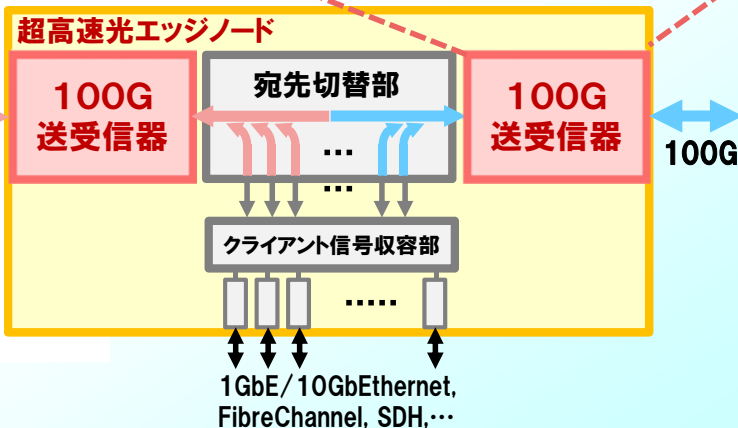 超高速光エッジノード
100G
送受信器
宛先切替部
…
…
100G
送受信器
100G
クライアント信号収容部
.....
1GbE/10GbEthernet,
FibreChannel, SDH,…